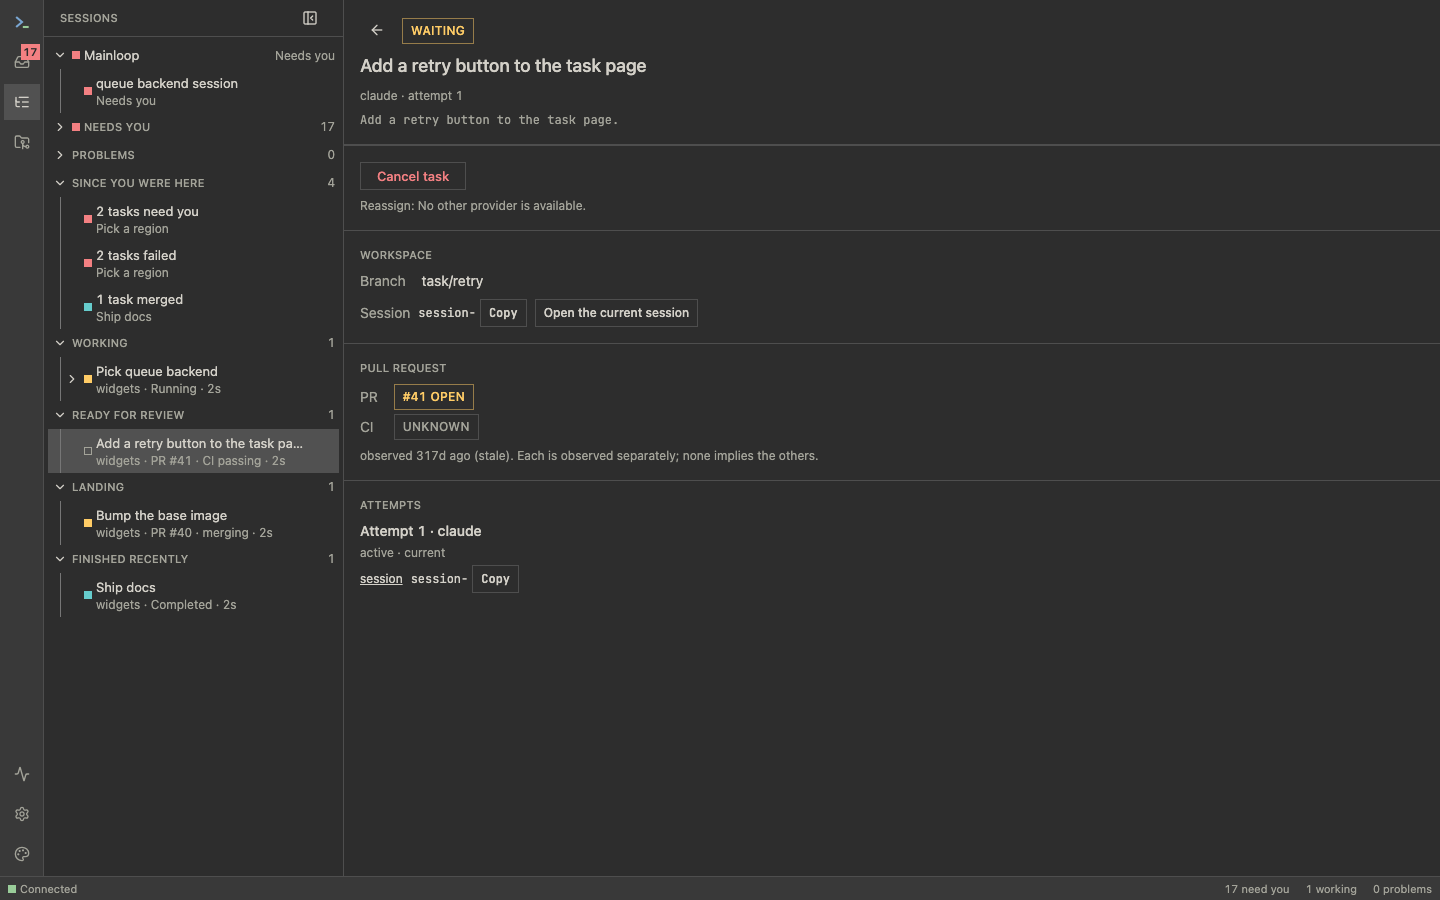 SESSIONS
17
Mainloop
Needs you
queue backend session
Needs you
NEEDS YOU
17
PROBLEMS
0
SINCE YOU WERE HERE
4
2 tasks need you
Pick a region
2 tasks failed
Pick a region
1 task merged
Ship docs
WORKING
1
Pick queue backend
widgets · Running · 2s
READY FOR REVIEW
1
Add a retry button to the task pa...
widgets · PR #41 · CI passing · 2s
LANDING
1
Bump the base image
widgets · PR #40 · merging · 2s
FINISHED RECENTLY
1
Ship docs
widgets · Completed · 2s
WAITING
Add a retry button to the task page
claude · attempt 1
Add a retry button to the task page.
Cancel task
Reassign: No other provider is available.
WORKSPACE
Branch task/retry
Session session- Copy Open the current session
PULL REQUEST
PR #41 OPEN
CI UNKNOWN
observed 317d ago (stale). Each is observed separately; none implies the others.
ATTEMPTS
Attempt 1 · claude
active · current
session session- Copy
Connected
17 need you 1 working 0 problems